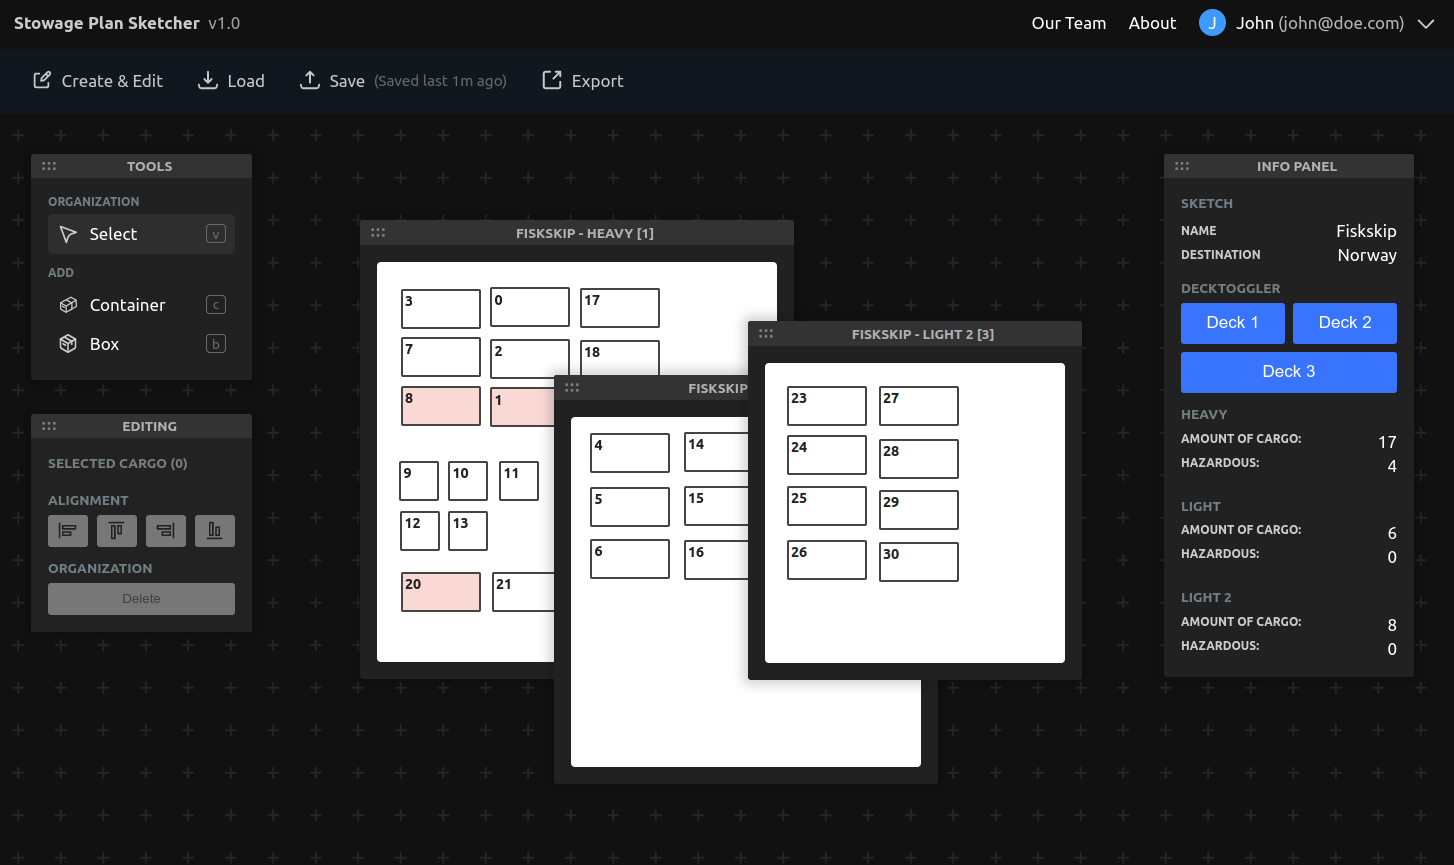 Stowage Plan Sketcher v1.0
Our Team About J John (john@doe.com)
Create & Edit Load Save (Saved last 1m ago) Export
TOOLS
ORGANIZATION
Select v
ADD
Container c
Box b
EDITING
SELECTED CARGO (0)
ALIGNMENT
ORGANIZATION
Delete
FISKSKIP - HEAVY [1]
3 0 17
7 2 18
8 1
9 10 11
12 13
20 21
FISKSKIP
4 14
5 15
6 16
FISKSKIP - LIGHT 2 [3]
23 27
24 28
25 29
26 30
INFO PANEL
SKETCH
NAME Fiskskip
DESTINATION Norway
DECKTOGGLER
Deck 1 Deck 2
Deck 3
HEAVY
AMOUNT OF CARGO: 17
HAZARDOUS: 4
LIGHT
AMOUNT OF CARGO: 6
HAZARDOUS: 0
LIGHT 2
AMOUNT OF CARGO: 8
HAZARDOUS: 0